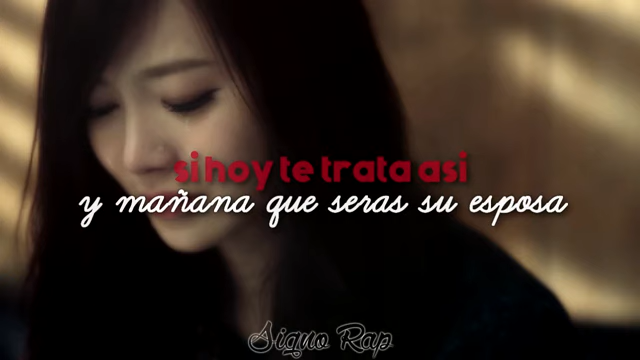 si hoy te trata asi
y mañana que seras su esposa
Signo Rap